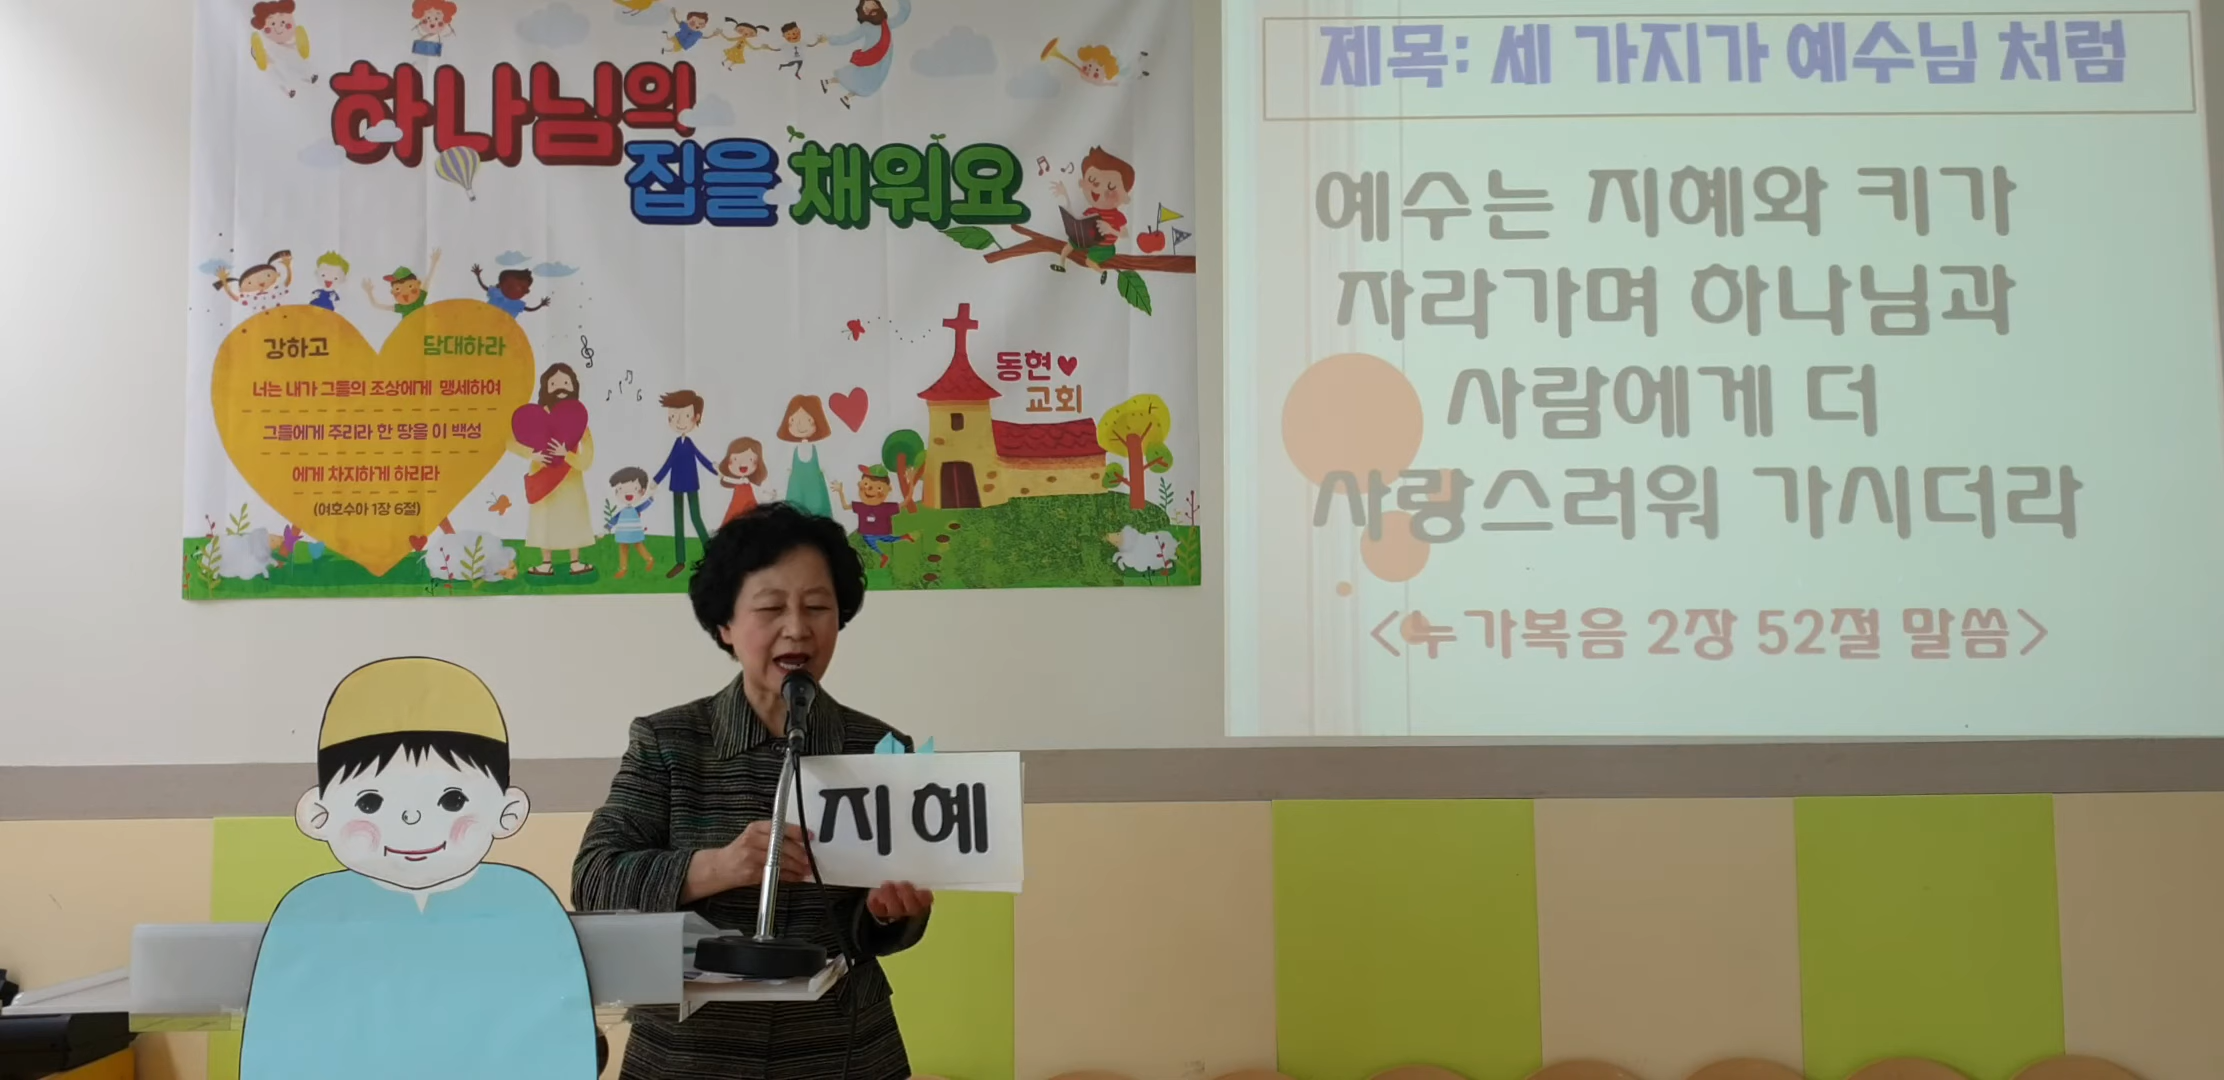 하나님의
집을 채워요
강하고 담대하라
너는 내가 그들의 조상에게 맹세하여
그들에게 주리라 한 땅을 이 백성
에게 차지하게 하리라
(여호수아 1장 6절)
동현
교회
제목: 세 가지가 예수님 처럼
예수는 지혜와 키가
자라가며 하나님과
사람에게 더
사랑스러워 가시더라
<누가복음 2장 52절 말씀>
지혜